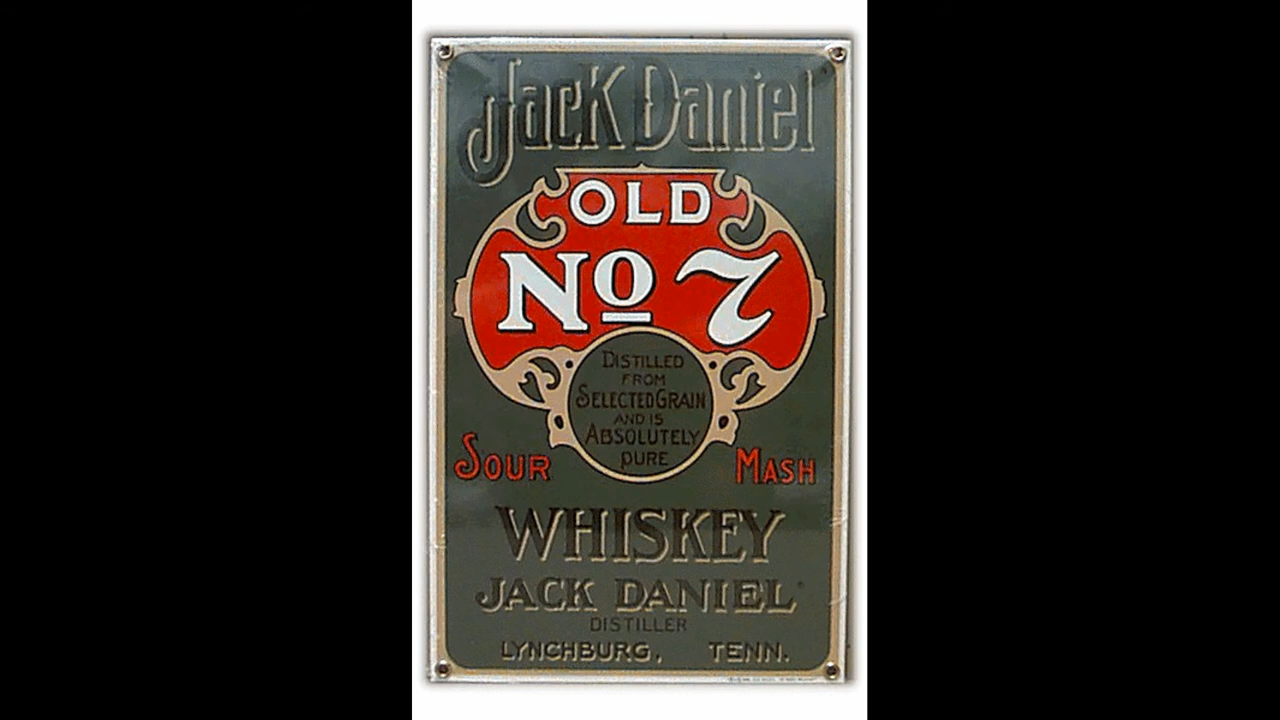 Jack Daniel
OLD
No 7
DISTILLED
FROM
SELECTED GRAIN
AND IS
ABSOLUTELY
PURE
SOUR MASH
WHISKEY
JACK DANIEL
DISTILLER
LYNCHBURG, TENN.